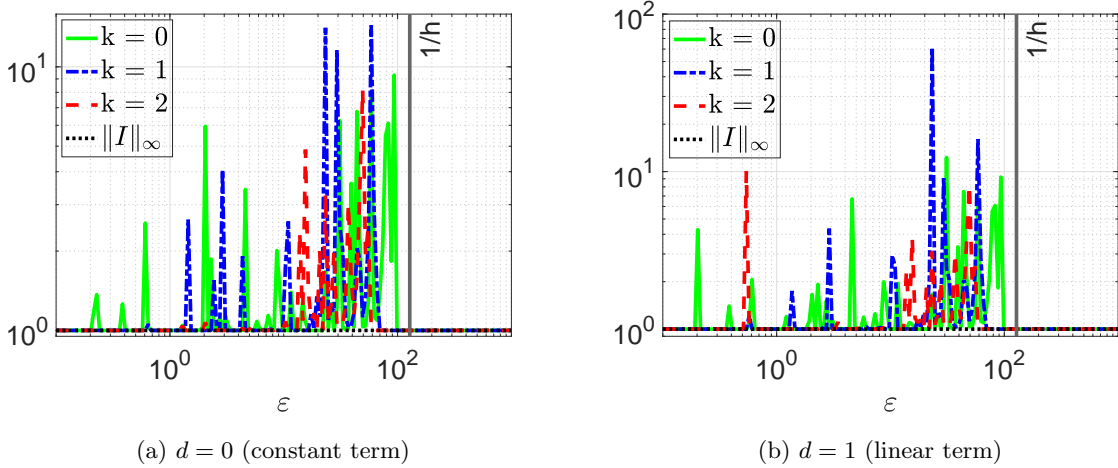 10^1
10^0
k = 0
k = 1
k = 2
‖I‖_∞
1/h
10^0
10^2
ε
(a) d = 0 (constant term)
10^2
10^1
10^0
k = 0
k = 1
k = 2
‖I‖_∞
1/h
10^0
10^2
ε
(b) d = 1 (linear term)